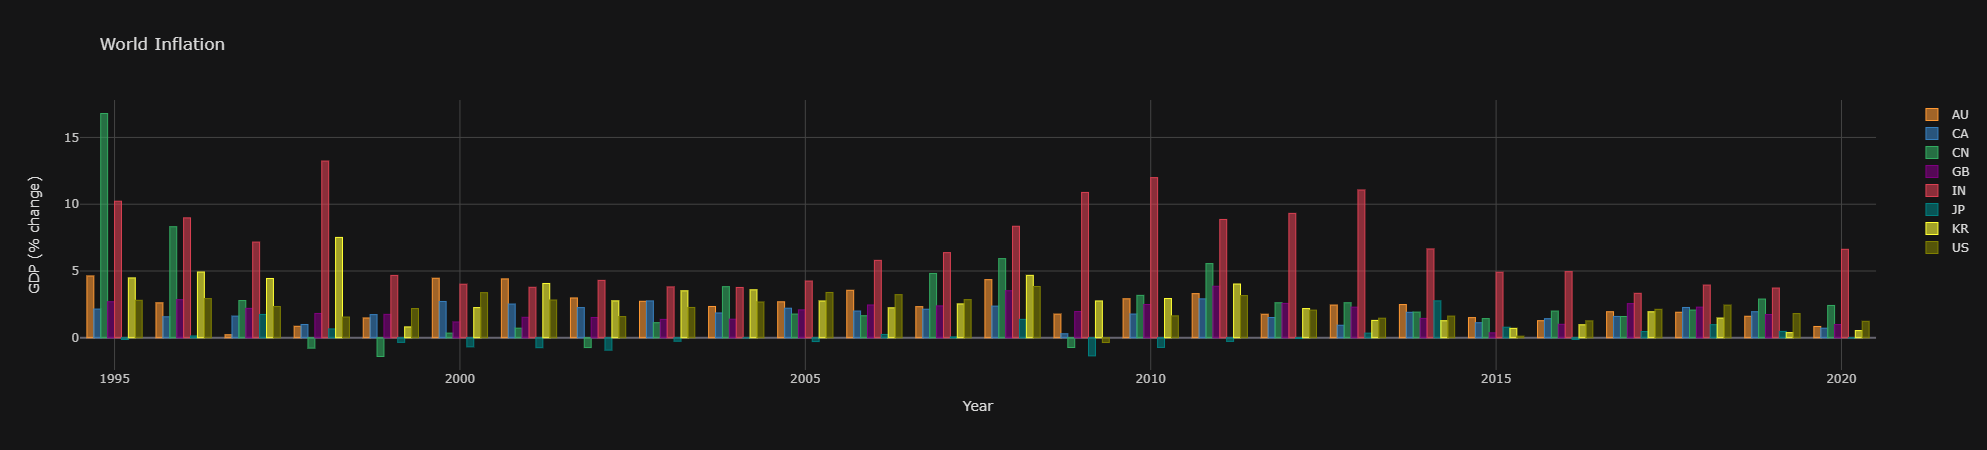 World Inflation
GDP (% change)
15
10
5
0
1995
2000
2005
2010
2015
2020
Year
AU
CA
CN
GB
IN
JP
KR
US